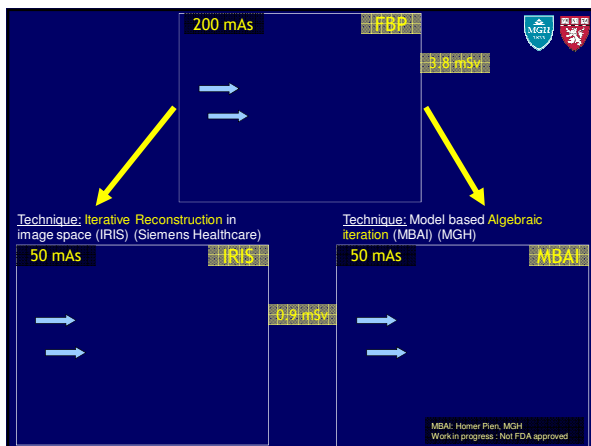 200 mAs
FBP
MGH
1811
3.8 mSv
Technique: Iterative Reconstruction in
image space (IRIS) (Siemens Healthcare)
Technique: Model based Algebraic
iteration (MBAI) (MGH)
50 mAs
IRIS
50 mAs
MBAI
0.9 mSv
MBAI: Homer Pien, MGH
Work in progress : Not FDA approved